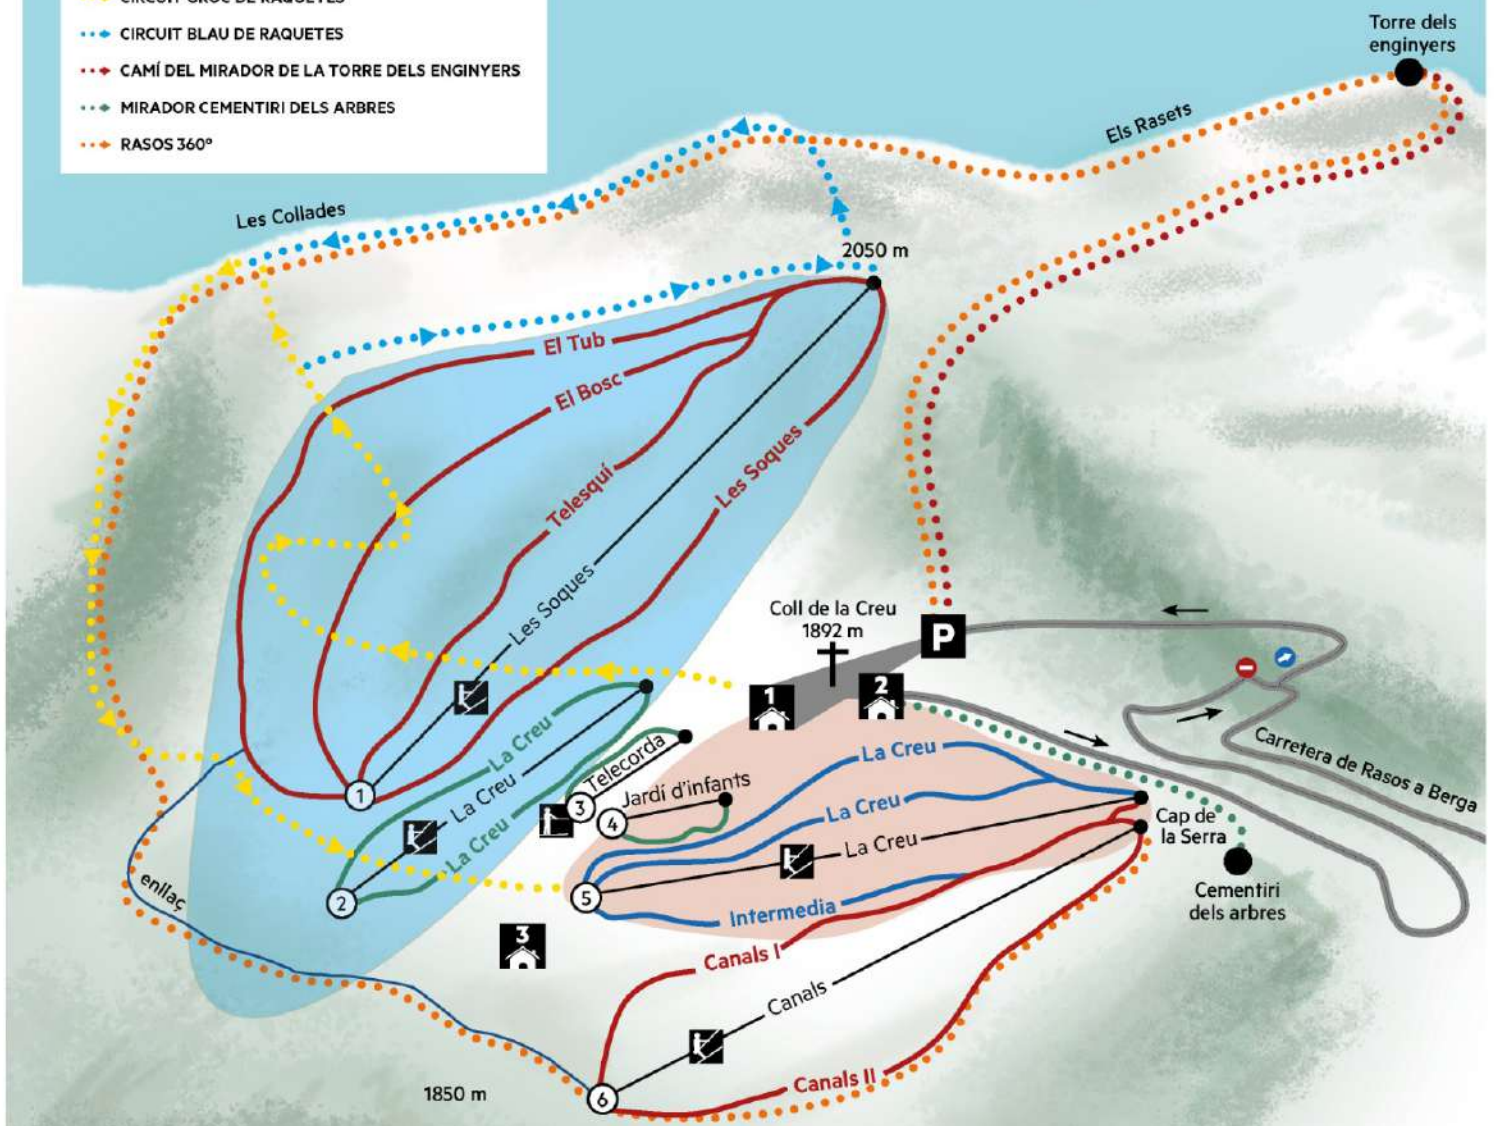 CIRCUIT GROC DE RAQUETES
CIRCUIT BLAU DE RAQUETES
CAMÍ DEL MIRADOR DE LA TORRE DELS ENGINYERS
MIRADOR CEMENTIRI DELS ARBRES
RASOS 360º
Torre dels
enginyers
Els Rasets
Les Collades
2050 m
El Tub
El Bosc
Telesquí
Les Soques
Les Soques
Coll de la Creu
1892 m
P
1
2
La Creu
La Creu
La Creu
Telecorda
Jardí d'infants
1
2
3
4
5
6
La Creu
La Creu
La Creu
Intermedia
Cap de
la Serra
Carretera de Rasos a Berga
Cementiri
dels arbres
enllaç
3
Canals I
Canals
Canals II
1850 m